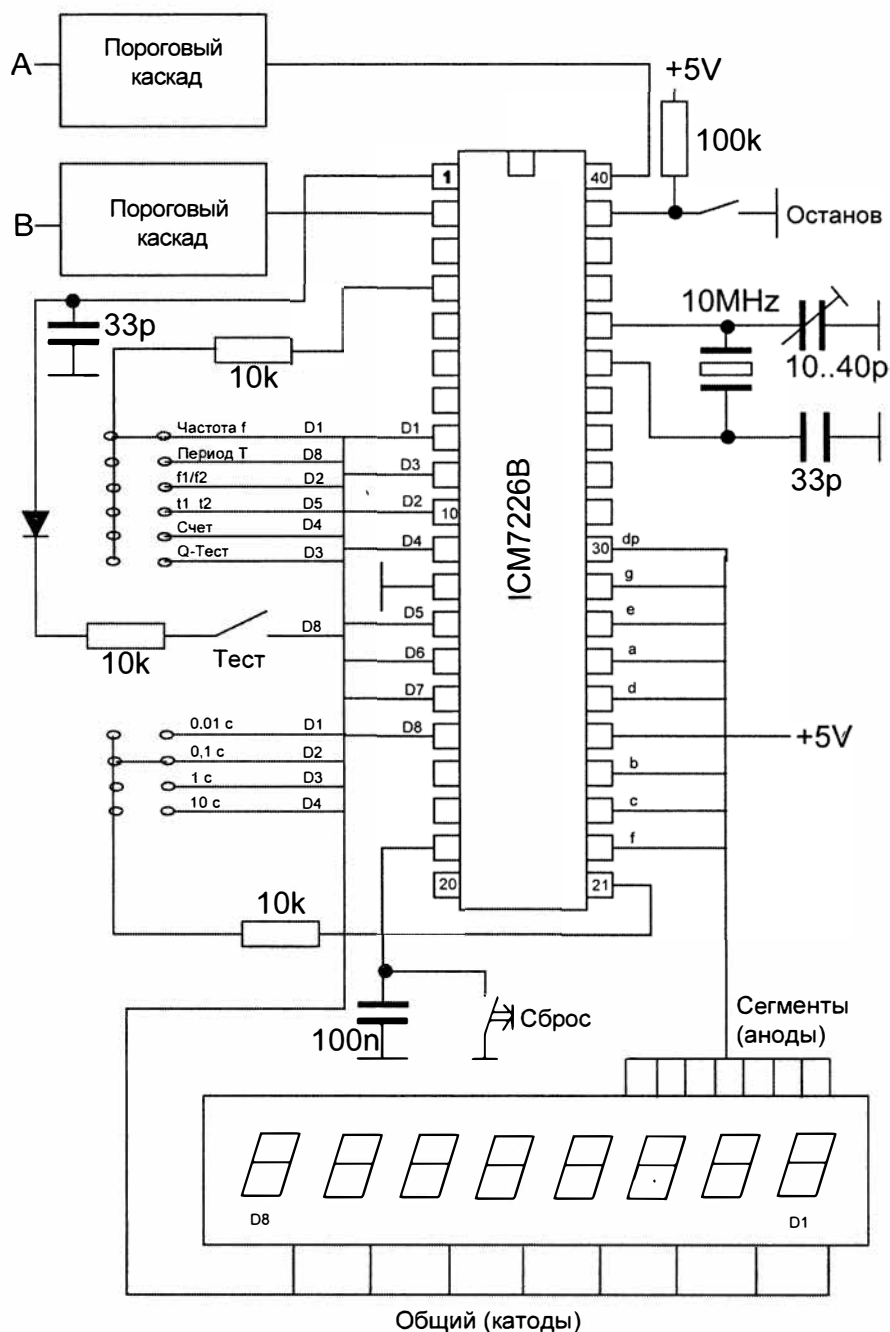 Пороговый
каскад
A
+5V
100k
1
40
Пороговый
каскад
B
Останов
33p
10MHz
10..40p
10k
Частота f D1
D1
Период T D8
D3
33p
f1/f2 D2
t1 t2 D5
D2
10
Счет D4
D4
30
dp
Q-Тест D3
ICM7226B
g
D5
e
D8
Тест
10k
D6
a
D7
d
0.01 c D1
D8
+5V
0,1 c D2
b
1 c D3
c
10 c D4
f
20
21
10k
100n
Сброс
Сегменты
(аноды)
D8
D1
Общий (катоды)